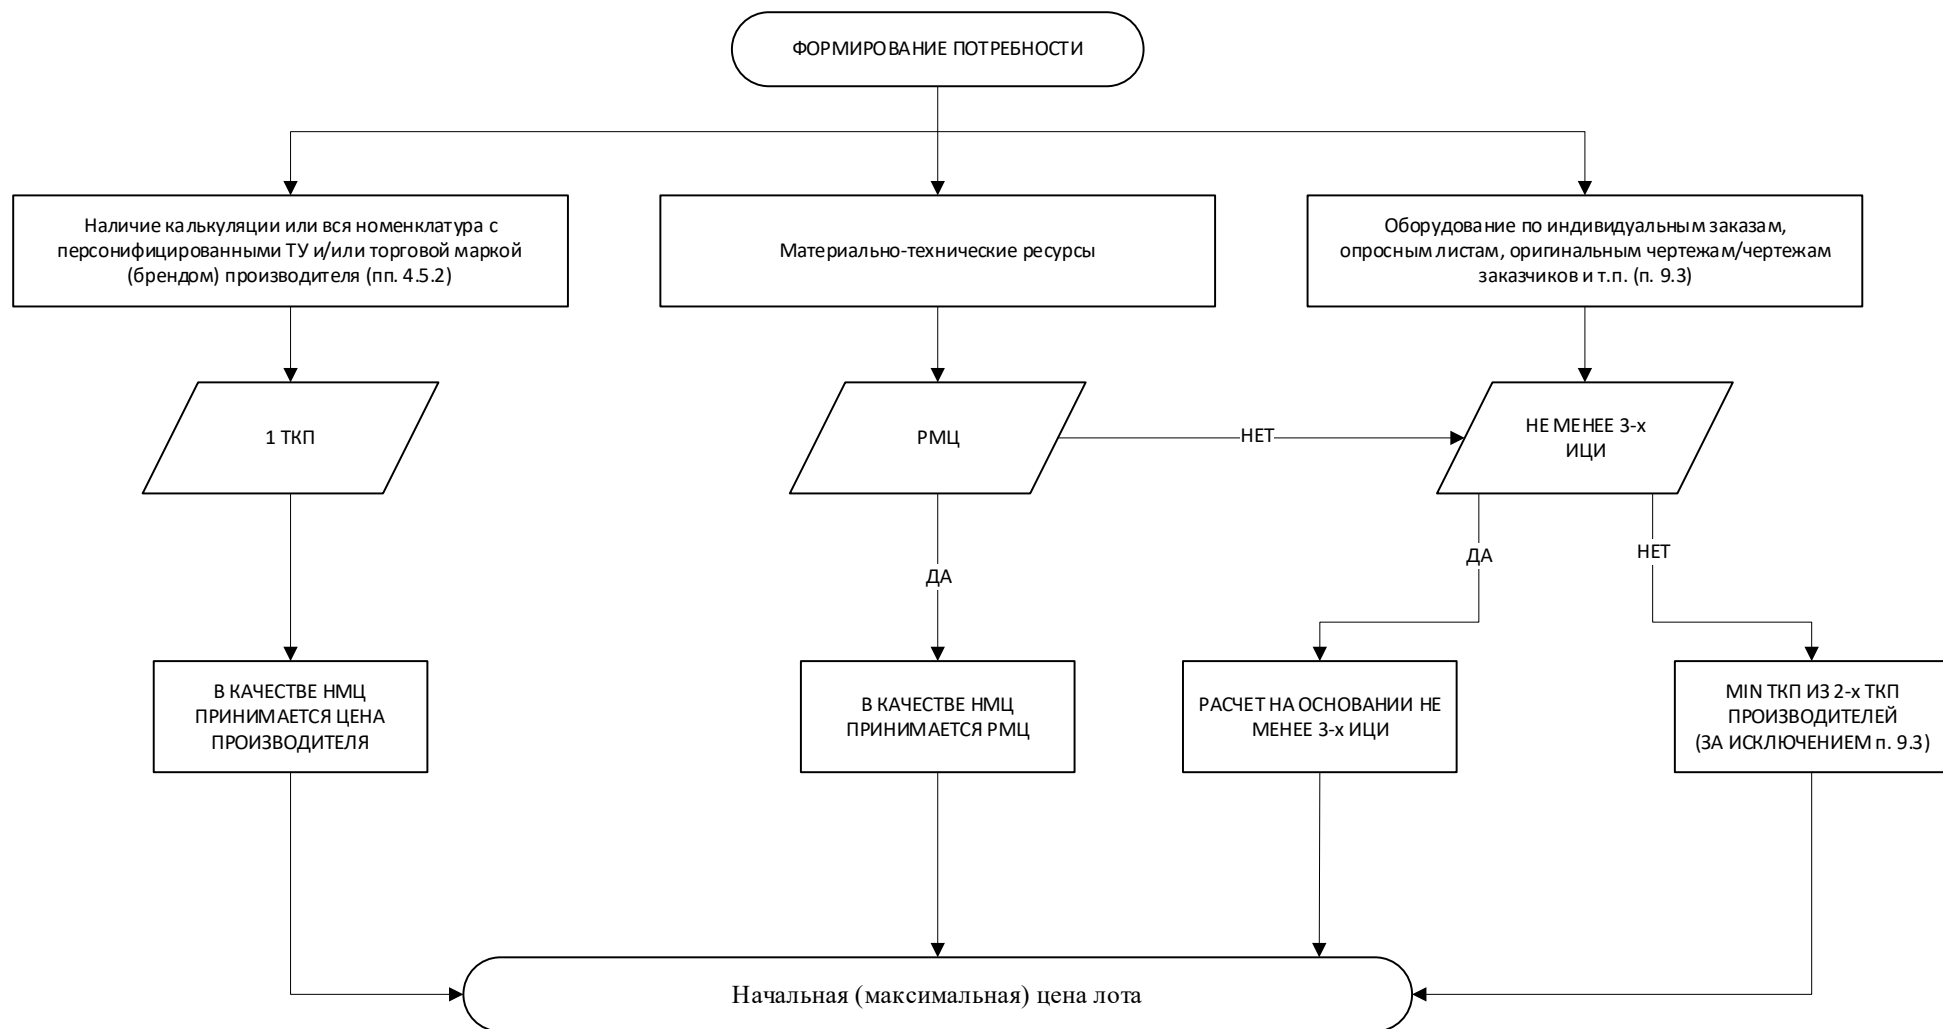 ФОРМИРОВАНИЕ ПОТРЕБНОСТИ
Наличие калькуляции или вся номенклатура с
персонифицированными ТУ и/или торговой маркой
(брендом) производителя (пп. 4.5.2)
Материально-технические ресурсы
Оборудование по индивидуальным заказам,
опросным листам, оригинальным чертежам/чертежам
заказчиков и т.п. (п. 9.3)
1 ТКП
РМЦ
НЕТ
НЕ МЕНЕЕ 3-х
ИЦИ
ДА
ДА
НЕТ
В КАЧЕСТВЕ НМЦ
ПРИНИМАЕТСЯ ЦЕНА
ПРОИЗВОДИТЕЛЯ
В КАЧЕСТВЕ НМЦ
ПРИНИМАЕТСЯ РМЦ
РАСЧЕТ НА ОСНОВАНИИ НЕ
МЕНЕЕ 3-х ИЦИ
MIN ТКП ИЗ 2-х ТКП
ПРОИЗВОДИТЕЛЕЙ
(ЗА ИСКЛЮЧЕНИЕМ п. 9.3)
Начальная (максимальная) цена лота